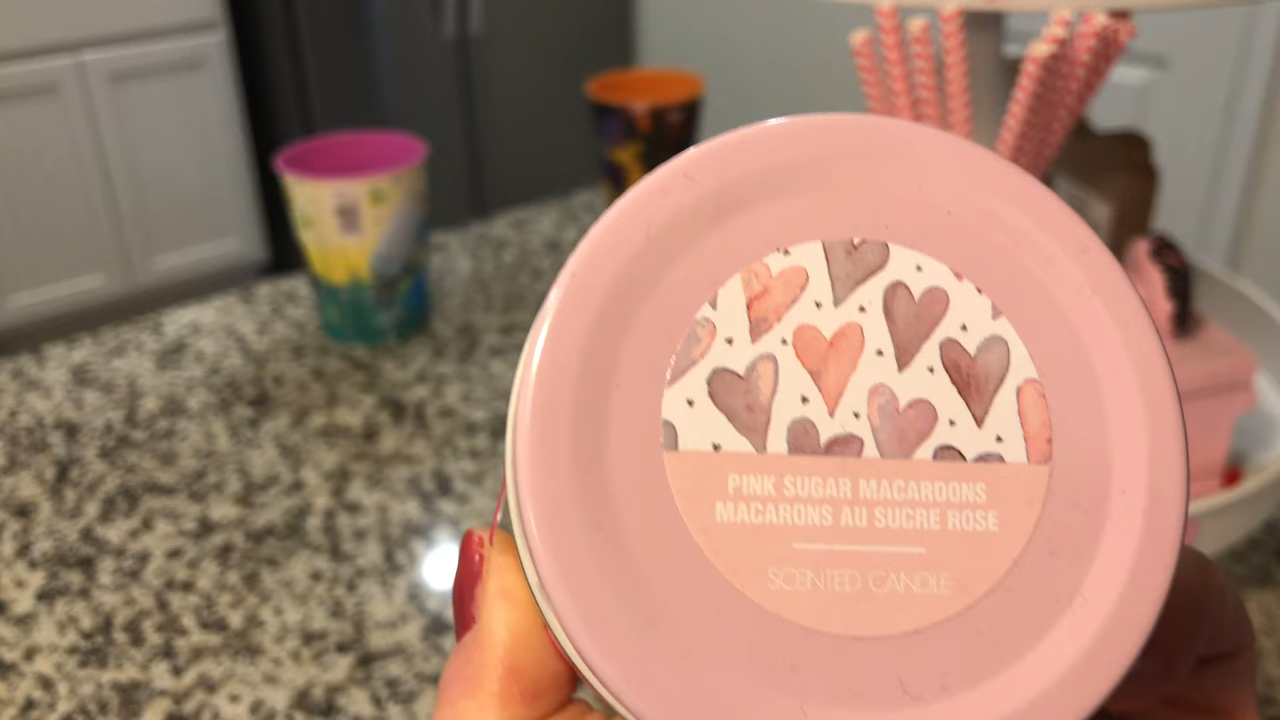 PINK SUGAR MACAROONS
MACARONS AU SUCRE ROSE
SCENTED CANDLE